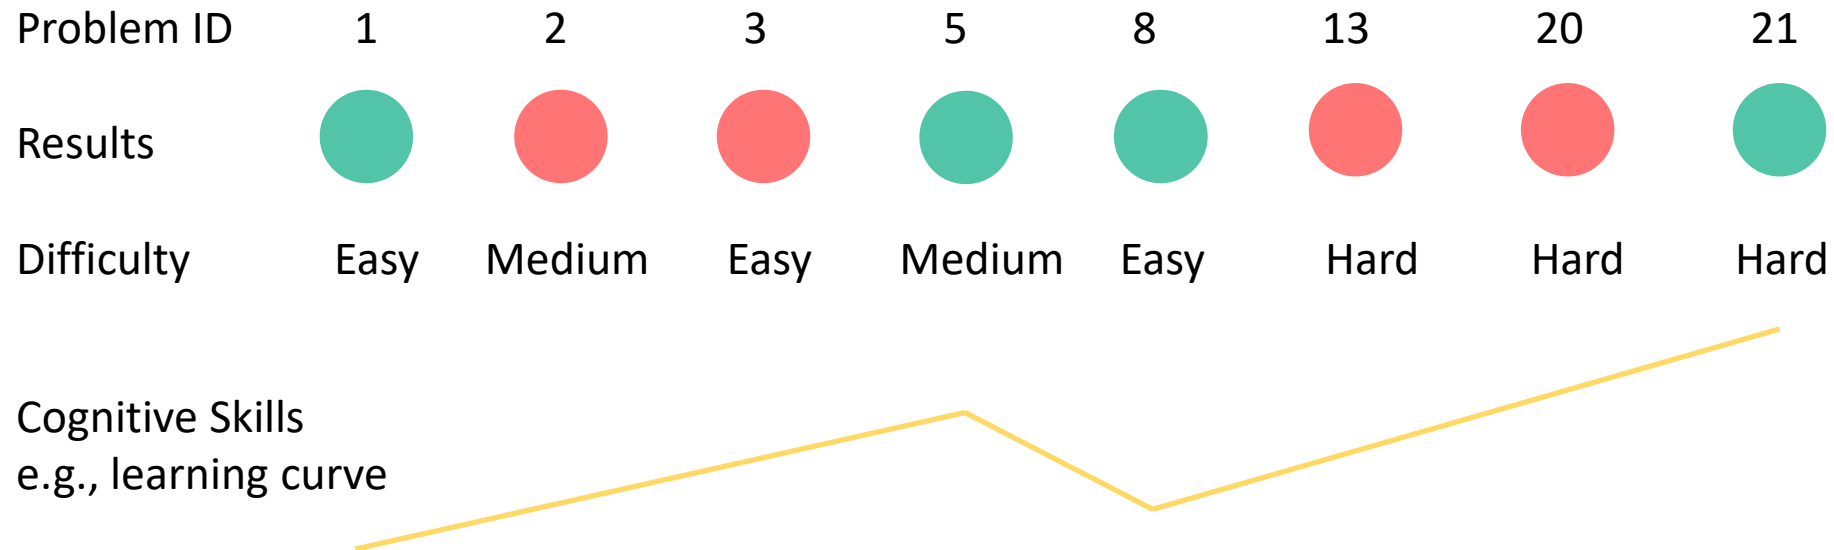 Problem ID 1 2 3 5 8 13 20 21
Results
Difficulty Easy Medium Easy Medium Easy Hard Hard Hard
Cognitive Skills
e.g., learning curve